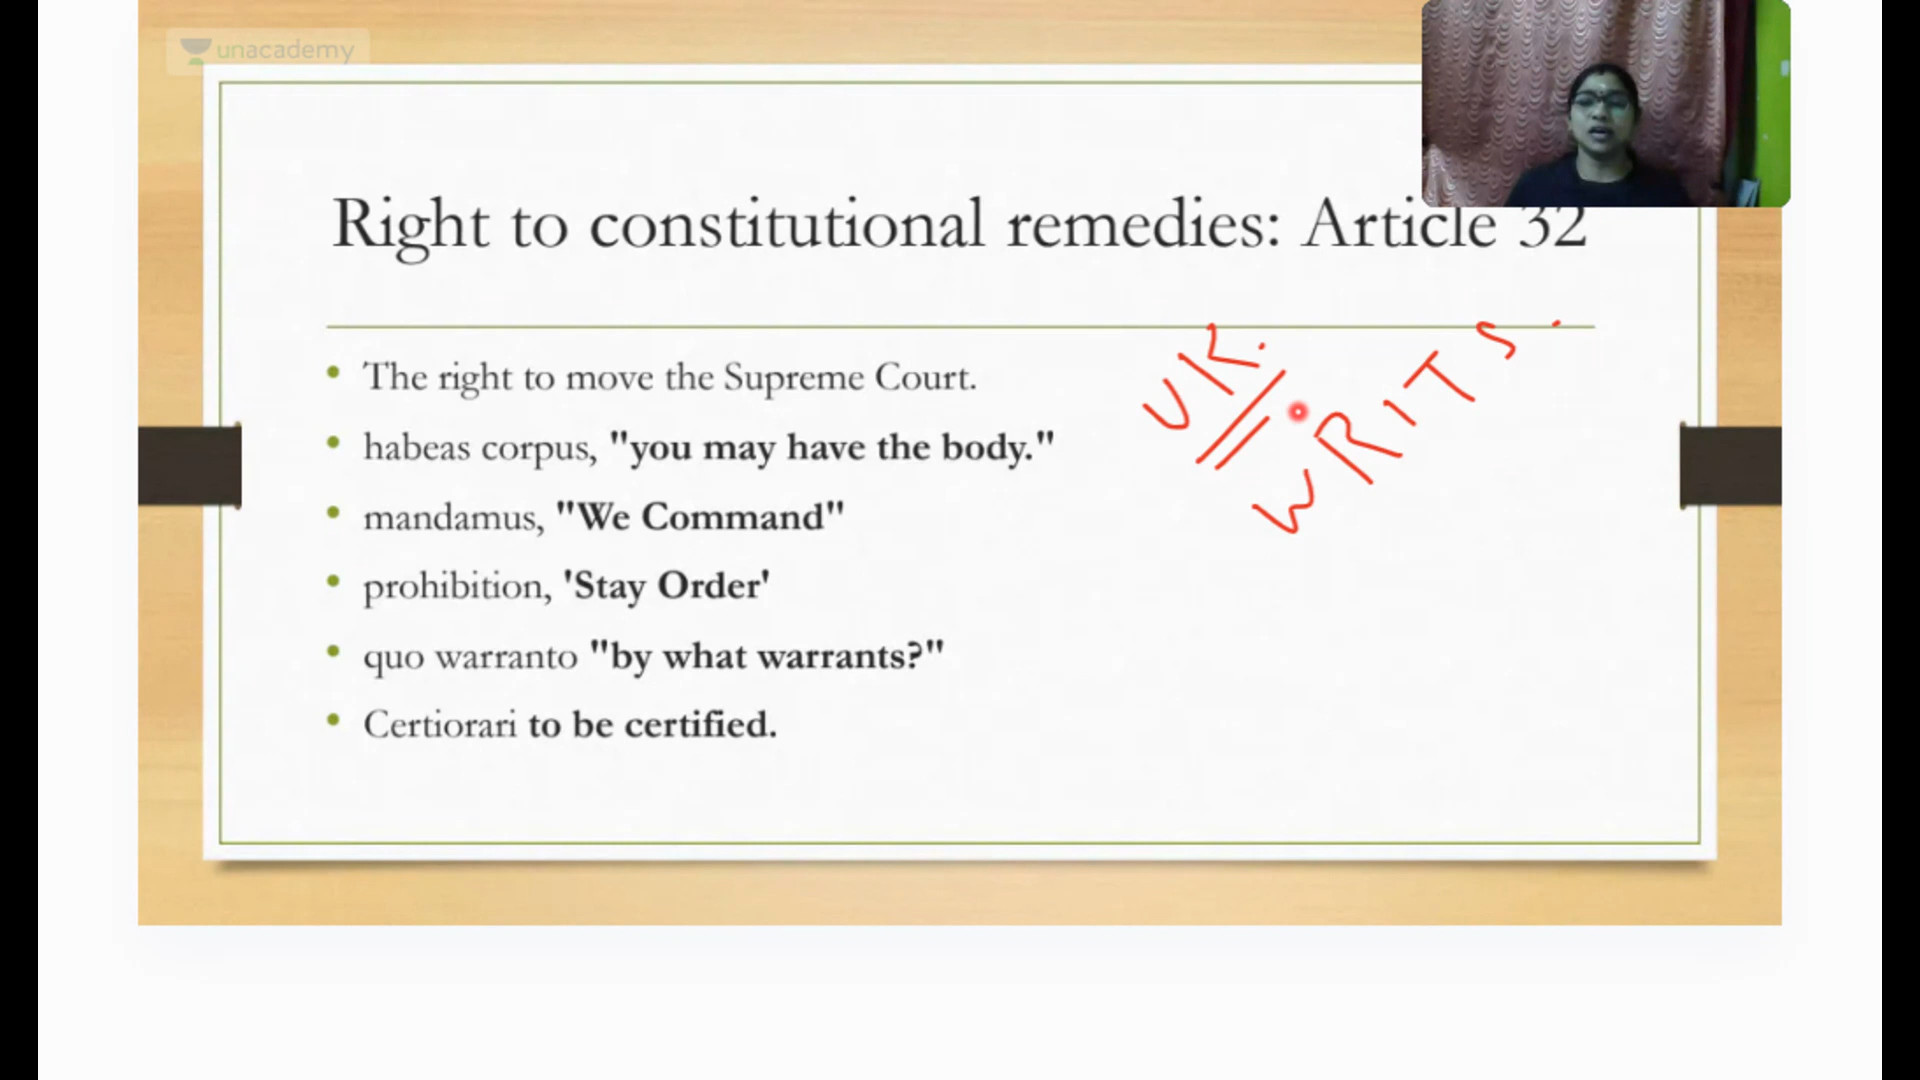 unacademy
Right to constitutional remedies: Article 32
The right to move the Supreme Court.
habeas corpus, "you may have the body."
mandamus, "We Command"
prohibition, 'Stay Order'
quo warranto "by what warrants?"
Certiorari to be certified.
UK.
WRITS.